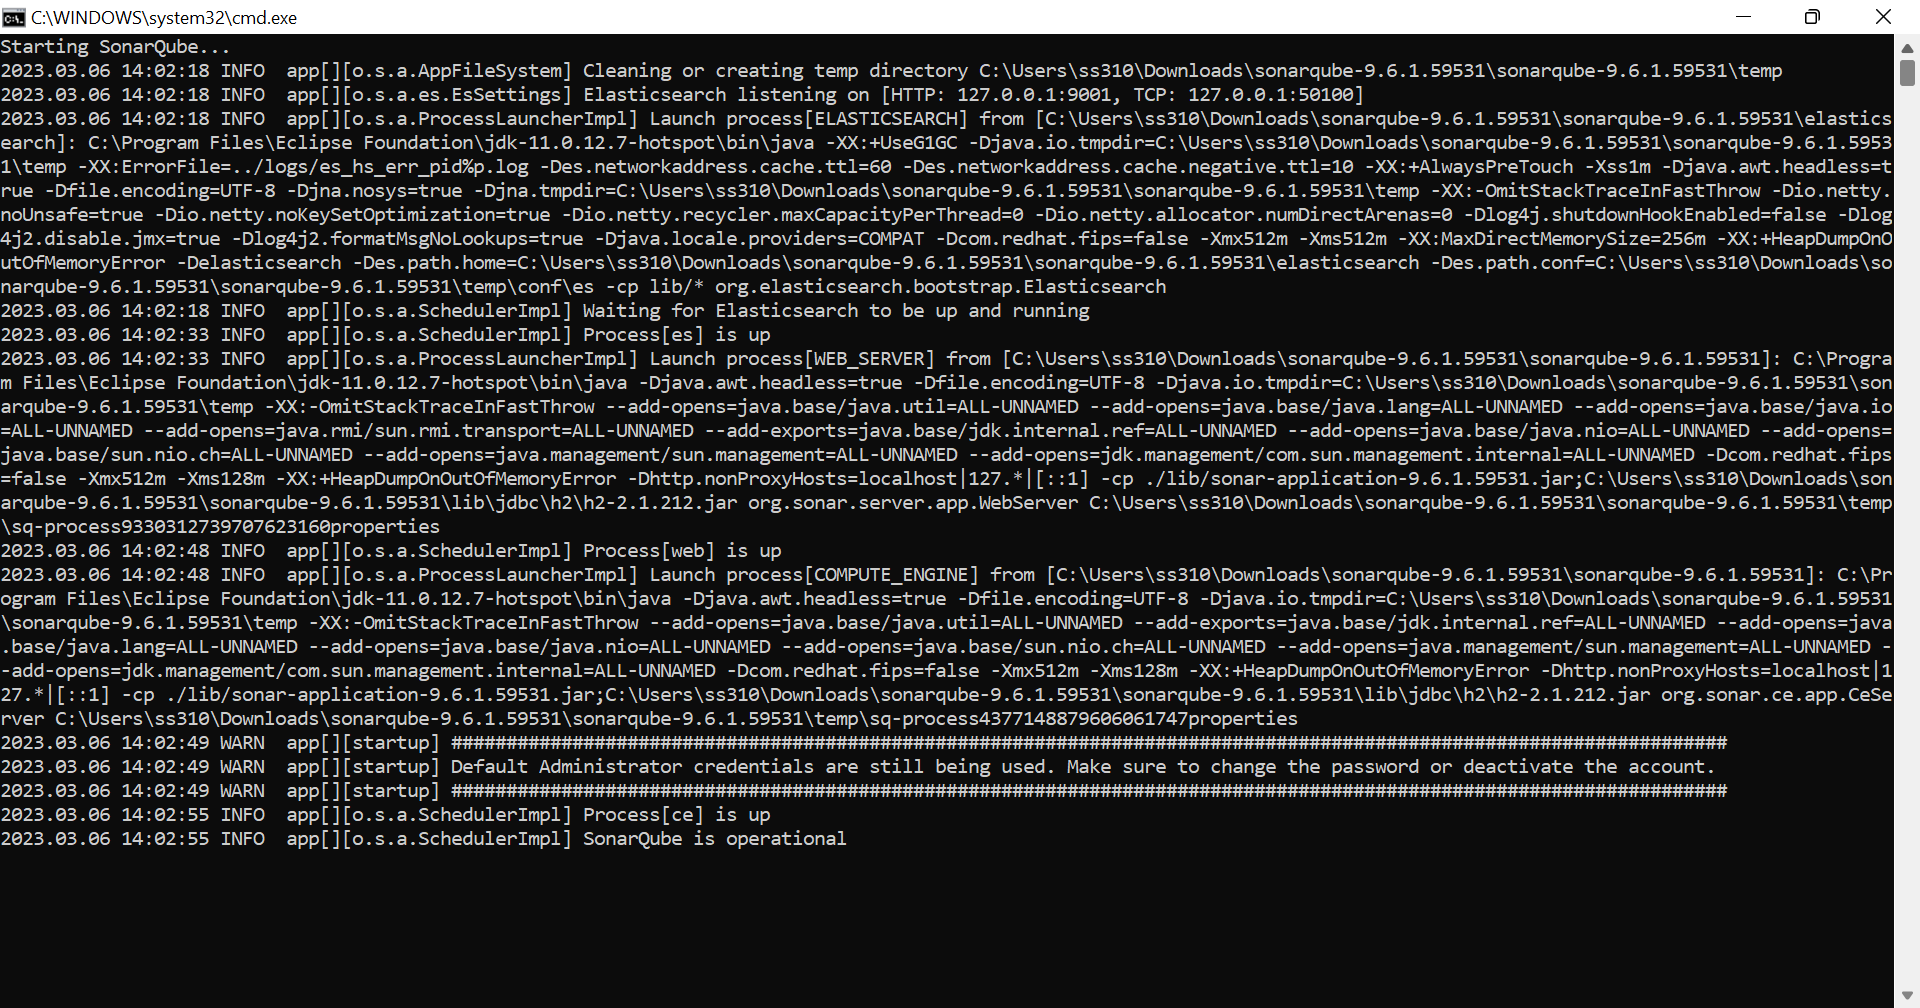 C:\WINDOWS\system32\cmd.exe
Starting SonarQube...
2023.03.06 14:02:18 INFO  app[][o.s.a.AppFileSystem] Cleaning or creating temp directory C:\Users\ss310\Downloads\sonarqube-9.6.1.59531\sonarqube-9.6.1.59531\temp
2023.03.06 14:02:18 INFO  app[][o.s.a.es.EsSettings] Elasticsearch listening on [HTTP: 127.0.0.1:9001, TCP: 127.0.0.1:50100]
2023.03.06 14:02:18 INFO  app[][o.s.a.ProcessLauncherImpl] Launch process[ELASTICSEARCH] from [C:\Users\ss310\Downloads\sonarqube-9.6.1.59531\sonarqube-9.6.1.59531\elastics
earch]: C:\Program Files\Eclipse Foundation\jdk-11.0.12.7-hotspot\bin\java -XX:+UseG1GC -Djava.io.tmpdir=C:\Users\ss310\Downloads\sonarqube-9.6.1.59531\sonarqube-9.6.1.5953
1\temp -XX:ErrorFile=../logs/es_hs_err_pid%p.log -Des.networkaddress.cache.ttl=60 -Des.networkaddress.cache.negative.ttl=10 -XX:+AlwaysPreTouch -Xss1m -Djava.awt.headless=t
rue -Dfile.encoding=UTF-8 -Djna.nosys=true -Djna.tmpdir=C:\Users\ss310\Downloads\sonarqube-9.6.1.59531\sonarqube-9.6.1.59531\temp -XX:-OmitStackTraceInFastThrow -Dio.netty.
noUnsafe=true -Dio.netty.noKeySetOptimization=true -Dio.netty.recycler.maxCapacityPerThread=0 -Dio.netty.allocator.numDirectArenas=0 -Dlog4j.shutdownHookEnabled=false -Dlog
4j2.disable.jmx=true -Dlog4j2.formatMsgNoLookups=true -Djava.locale.providers=COMPAT -Dcom.redhat.fips=false -Xmx512m -Xms512m -XX:MaxDirectMemorySize=256m -XX:+HeapDumpOnO
utOfMemoryError -Delasticsearch -Des.path.home=C:\Users\ss310\Downloads\sonarqube-9.6.1.59531\sonarqube-9.6.1.59531\elasticsearch -Des.path.conf=C:\Users\ss310\Downloads\so
narqube-9.6.1.59531\sonarqube-9.6.1.59531\temp\conf\es -cp lib/* org.elasticsearch.bootstrap.Elasticsearch
2023.03.06 14:02:18 INFO  app[][o.s.a.SchedulerImpl] Waiting for Elasticsearch to be up and running
2023.03.06 14:02:33 INFO  app[][o.s.a.SchedulerImpl] Process[es] is up
2023.03.06 14:02:33 INFO  app[][o.s.a.ProcessLauncherImpl] Launch process[WEB_SERVER] from [C:\Users\ss310\Downloads\sonarqube-9.6.1.59531\sonarqube-9.6.1.59531]: C:\Progra
m Files\Eclipse Foundation\jdk-11.0.12.7-hotspot\bin\java -Djava.awt.headless=true -Dfile.encoding=UTF-8 -Djava.io.tmpdir=C:\Users\ss310\Downloads\sonarqube-9.6.1.59531\son
arqube-9.6.1.59531\temp -XX:-OmitStackTraceInFastThrow --add-opens=java.base/java.util=ALL-UNNAMED --add-opens=java.base/java.lang=ALL-UNNAMED --add-opens=java.base/java.io
=ALL-UNNAMED --add-opens=java.rmi/sun.rmi.transport=ALL-UNNAMED --add-exports=java.base/jdk.internal.ref=ALL-UNNAMED --add-opens=java.base/java.nio=ALL-UNNAMED --add-opens=
java.base/sun.nio.ch=ALL-UNNAMED --add-opens=java.management/sun.management=ALL-UNNAMED --add-opens=jdk.management/com.sun.management.internal=ALL-UNNAMED -Dcom.redhat.fips
=false -Xmx512m -Xms128m -XX:+HeapDumpOnOutOfMemoryError -Dhttp.nonProxyHosts=localhost|127.*|[::1] -cp ./lib/sonar-application-9.6.1.59531.jar;C:\Users\ss310\Downloads\son
arqube-9.6.1.59531\sonarqube-9.6.1.59531\lib\jdbc\h2\h2-2.1.212.jar org.sonar.server.app.WebServer C:\Users\ss310\Downloads\sonarqube-9.6.1.59531\sonarqube-9.6.1.59531\temp
\sq-process9330312739707623160properties
2023.03.06 14:02:48 INFO  app[][o.s.a.SchedulerImpl] Process[web] is up
2023.03.06 14:02:48 INFO  app[][o.s.a.ProcessLauncherImpl] Launch process[COMPUTE_ENGINE] from [C:\Users\ss310\Downloads\sonarqube-9.6.1.59531\sonarqube-9.6.1.59531]: C:\Pr
ogram Files\Eclipse Foundation\jdk-11.0.12.7-hotspot\bin\java -Djava.awt.headless=true -Dfile.encoding=UTF-8 -Djava.io.tmpdir=C:\Users\ss310\Downloads\sonarqube-9.6.1.59531
\sonarqube-9.6.1.59531\temp -XX:-OmitStackTraceInFastThrow --add-opens=java.base/java.util=ALL-UNNAMED --add-exports=java.base/jdk.internal.ref=ALL-UNNAMED --add-opens=java
.base/java.lang=ALL-UNNAMED --add-opens=java.base/java.nio=ALL-UNNAMED --add-opens=java.base/sun.nio.ch=ALL-UNNAMED --add-opens=java.management/sun.management=ALL-UNNAMED -
-add-opens=jdk.management/com.sun.management.internal=ALL-UNNAMED -Dcom.redhat.fips=false -Xmx512m -Xms128m -XX:+HeapDumpOnOutOfMemoryError -Dhttp.nonProxyHosts=localhost|1
27.*|[::1] -cp ./lib/sonar-application-9.6.1.59531.jar;C:\Users\ss310\Downloads\sonarqube-9.6.1.59531\sonarqube-9.6.1.59531\lib\jdbc\h2\h2-2.1.212.jar org.sonar.ce.app.CeSe
rver C:\Users\ss310\Downloads\sonarqube-9.6.1.59531\sonarqube-9.6.1.59531\temp\sq-process4377148879606061747properties
2023.03.06 14:02:49 WARN  app[][startup] ####################################################################################################################
2023.03.06 14:02:49 WARN  app[][startup] Default Administrator credentials are still being used. Make sure to change the password or deactivate the account.
2023.03.06 14:02:49 WARN  app[][startup] ####################################################################################################################
2023.03.06 14:02:55 INFO  app[][o.s.a.SchedulerImpl] Process[ce] is up
2023.03.06 14:02:55 INFO  app[][o.s.a.SchedulerImpl] SonarQube is operational